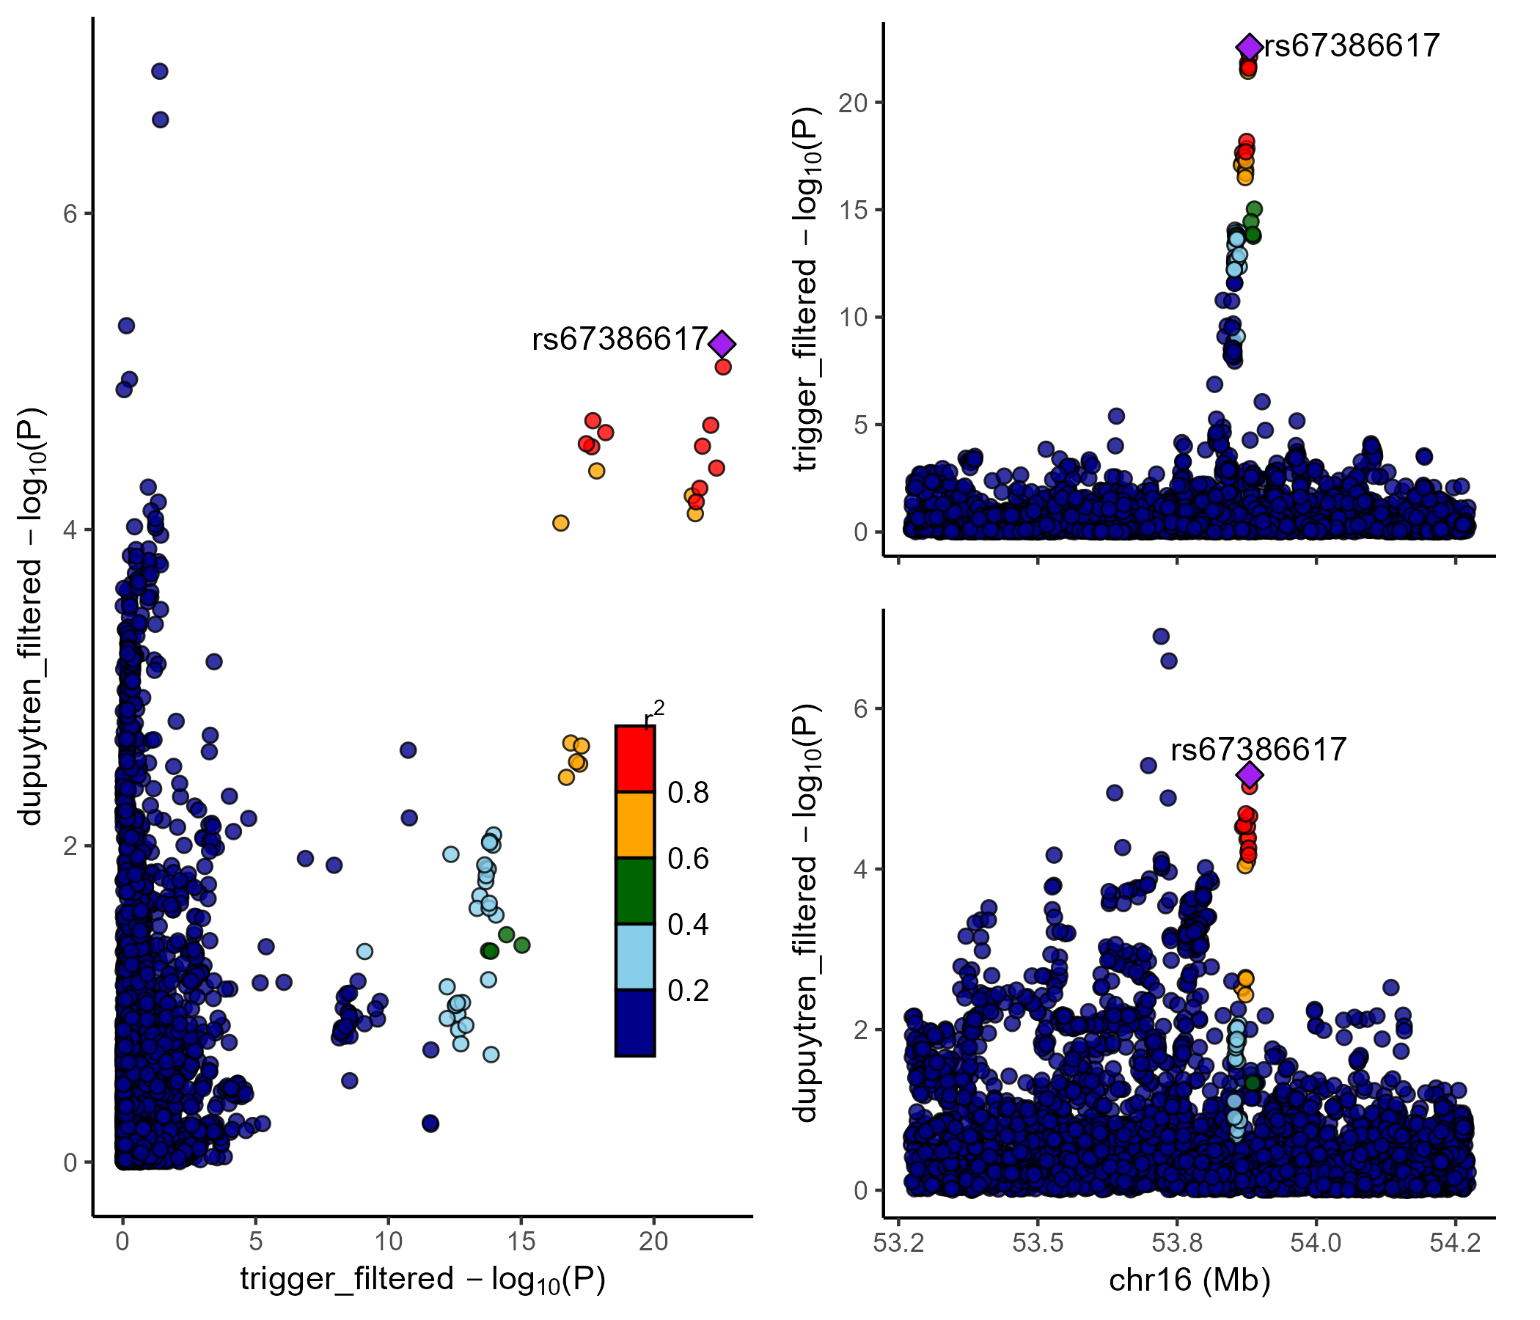 dupuytren_filtered − log10(P)
6
4
2
0
rs67386617
r2
0.8
0.6
0.4
0.2
0 5 10 15 20
trigger_filtered − log10(P)
trigger_filtered − log10(P)
20
15
10
5
0
rs67386617
dupuytren_filtered − log10(P)
6
4
2
0
rs67386617
53.2 53.5 53.8 54.0 54.2
chr16 (Mb)